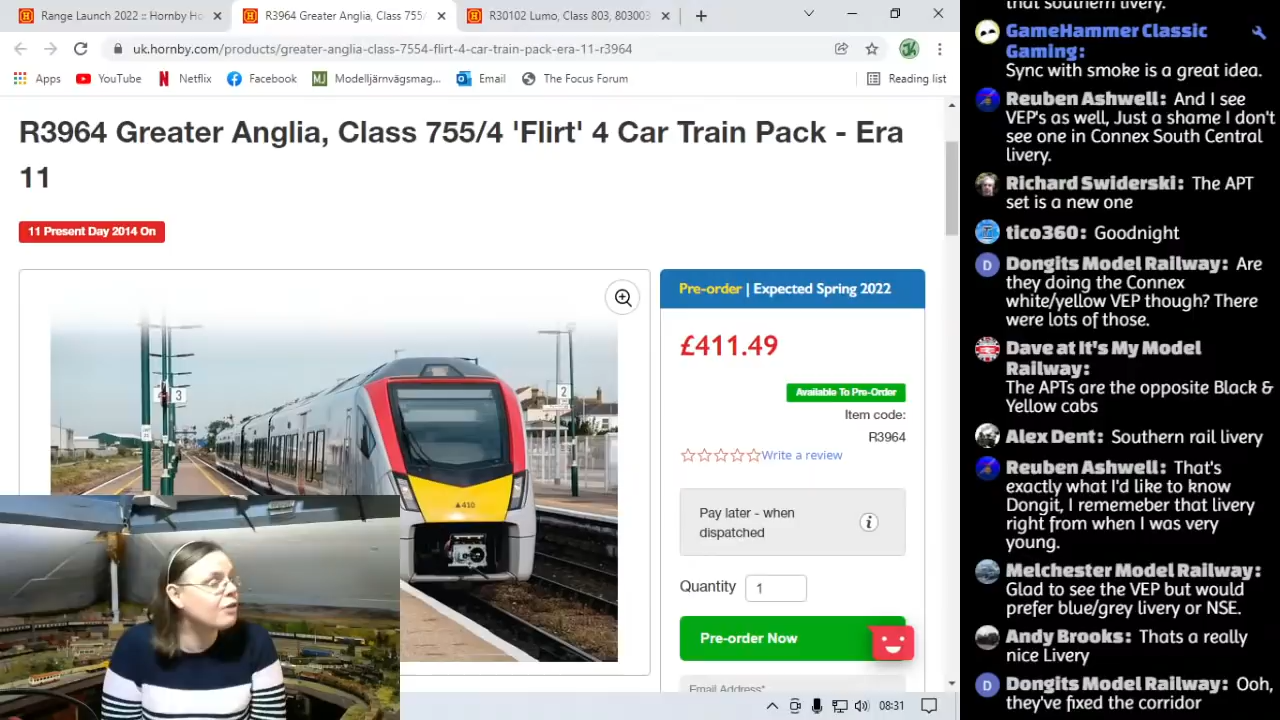 Range Launch 2022 :: Hornby Ho
R3964 Greater Anglia, Class 755/
R30102 Lumo, Class 803, 803003
uk.hornby.com/products/greater-anglia-class-7554-flirt-4-car-train-pack-era-11-r3964
Apps
YouTube
Netflix
Facebook
Modelljärnvägsmag...
Email
The Focus Forum
Reading list
R3964 Greater Anglia, Class 755/4 'Flirt' 4 Car Train Pack - Era
11
11 Present Day 2014 On
3
2
410
Pre-order | Expected Spring 2022
£411.49
Available To Pre-Order
Item code:
R3964
Write a review
Pay later - when
dispatched
Quantity
1
Pre-order Now
Email Address*
08:31
that southern livery.
GameHammer Classic
Gaming:
Sync with smoke is a great idea.
Reuben Ashwell: And I see
VEP's as well, Just a shame I don't
see one in Connex South Central
livery.
Richard Swiderski: The APT
set is a new one
tico360: Goodnight
D
Dongits Model Railway: Are
they doing the Connex
white/yellow VEP though? There
were lots of those.
Dave at It's My Model
Railway:
The APTs are the opposite Black &
Yellow cabs
Alex Dent: Southern rail livery
Reuben Ashwell: That's
exactly what I'd like to know
Dongit, I rememeber that livery
right from when I was very
young.
Melchester Model Railway:
Glad to see the VEP but would
prefer blue/grey livery or NSE.
Andy Brooks: Thats a really
nice Livery
D
Dongits Model Railway: Ooh,
they've fixed the corridor